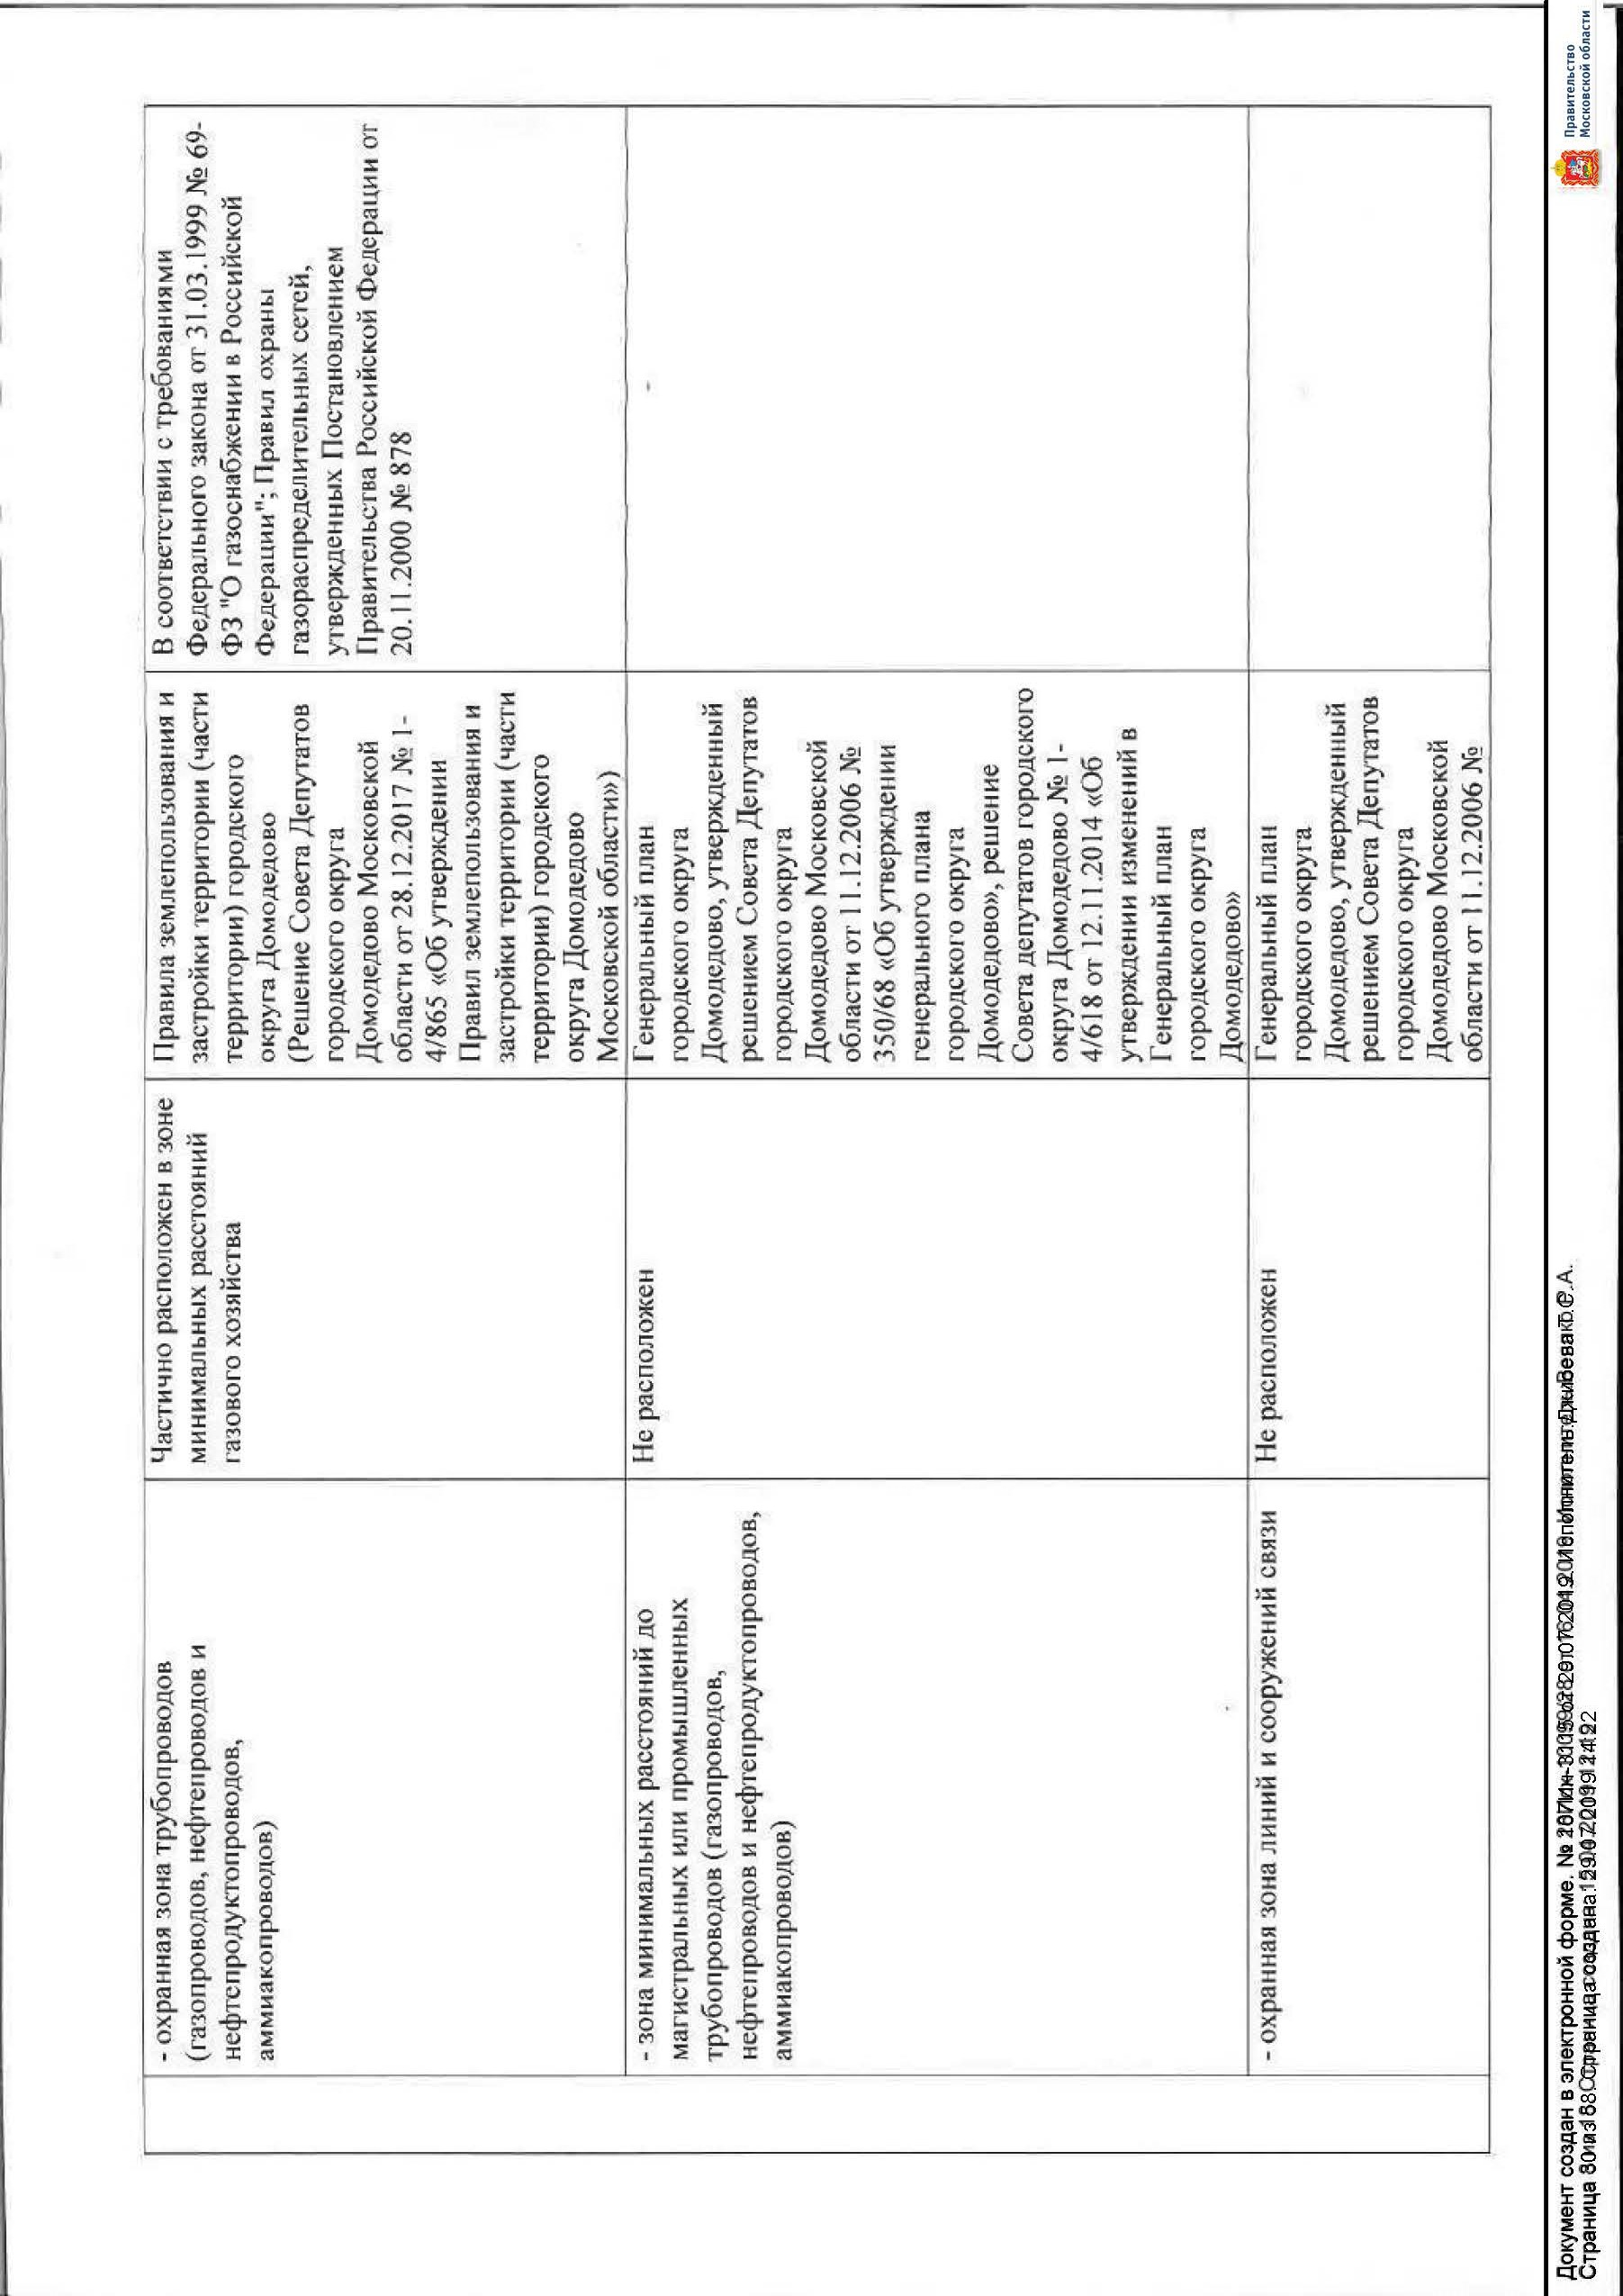 - охранная зона трубопроводов
(газопроводов, нефтепроводов и
нефтепродуктопроводов,
аммиакопроводов)
Частично расположен в зоне
минимальных расстояний
газового хозяйства
Правила землепользования и
застройки территории (части
территории) городского
округа Домодедово
(Решение Совета Депутатов
городского округа
Домодедово Московской
области от 28.12.2017 № 1-
4/865 «Об утверждении
Правил землепользования и
застройки территории (части
территории) городского
округа Домодедово
Московской области»)
В соответствии с требованиями
Федерального закона от 31.03.1999 № 69-
ФЗ "О газоснабжении в Российской
Федерации"; Правил охраны
газораспределительных сетей,
утвержденных Постановлением
Правительства Российской Федерации от
20.11.2000 № 878
- зона минимальных расстояний до
магистральных или промышленных
трубопроводов (газопроводов,
нефтепроводов и нефтепродуктопроводов,
аммиакопроводов)
Не расположен
Генеральный план
городского округа
Домодедово, утвержденный
решением Совета Депутатов
городского округа
Домодедово Московской
области от 11.12.2006 №
350/68 «Об утверждении
генерального плана
городского округа
Домодедово», решение
Совета депутатов городского
округа Домодедово № 1-
4/618 от 12.11.2014 «Об
утверждении изменений в
Генеральный план
городского округа
Домодедово»
-
- охранная зона линий и сооружений связи
Не расположен
Генеральный план
городского округа
Домодедово, утвержденный
решением Совета Депутатов
городского округа
Домодедово Московской
области от 11.12.2006 №
Документ создан в электронной форме. №
Страница
Правительство
Московской области